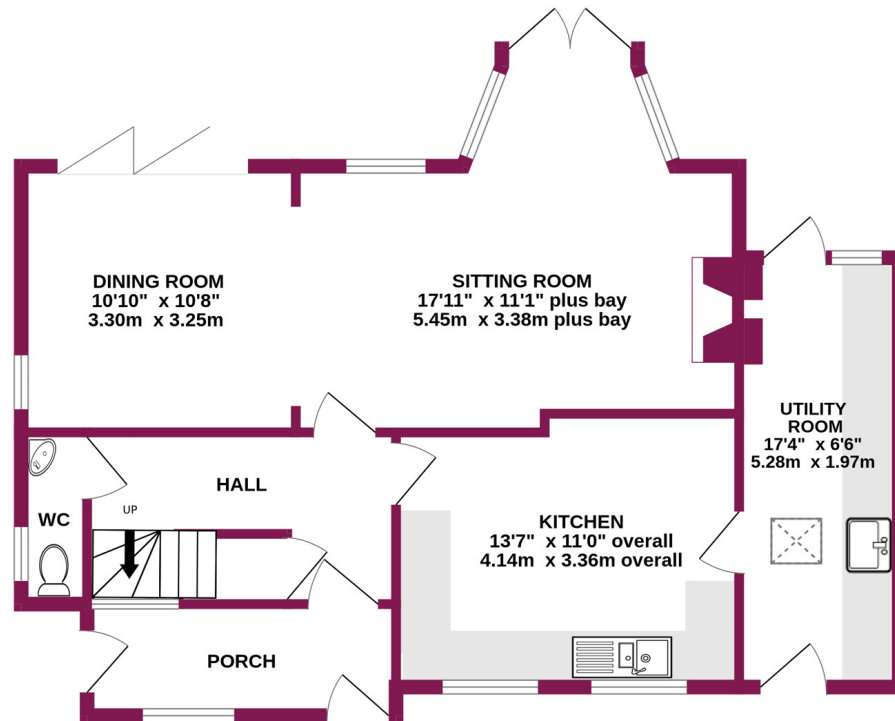 DINING ROOM
10'10" x 10'8"
3.30m x 3.25m
SITTING ROOM
17'11" x 11'1" plus bay
5.45m x 3.38m plus bay
UTILITY
ROOM
17'4" x 6'6"
5.28m x 1.97m
HALL
UP
WC
KITCHEN
13'7" x 11'0" overall
4.14m x 3.36m overall
PORCH